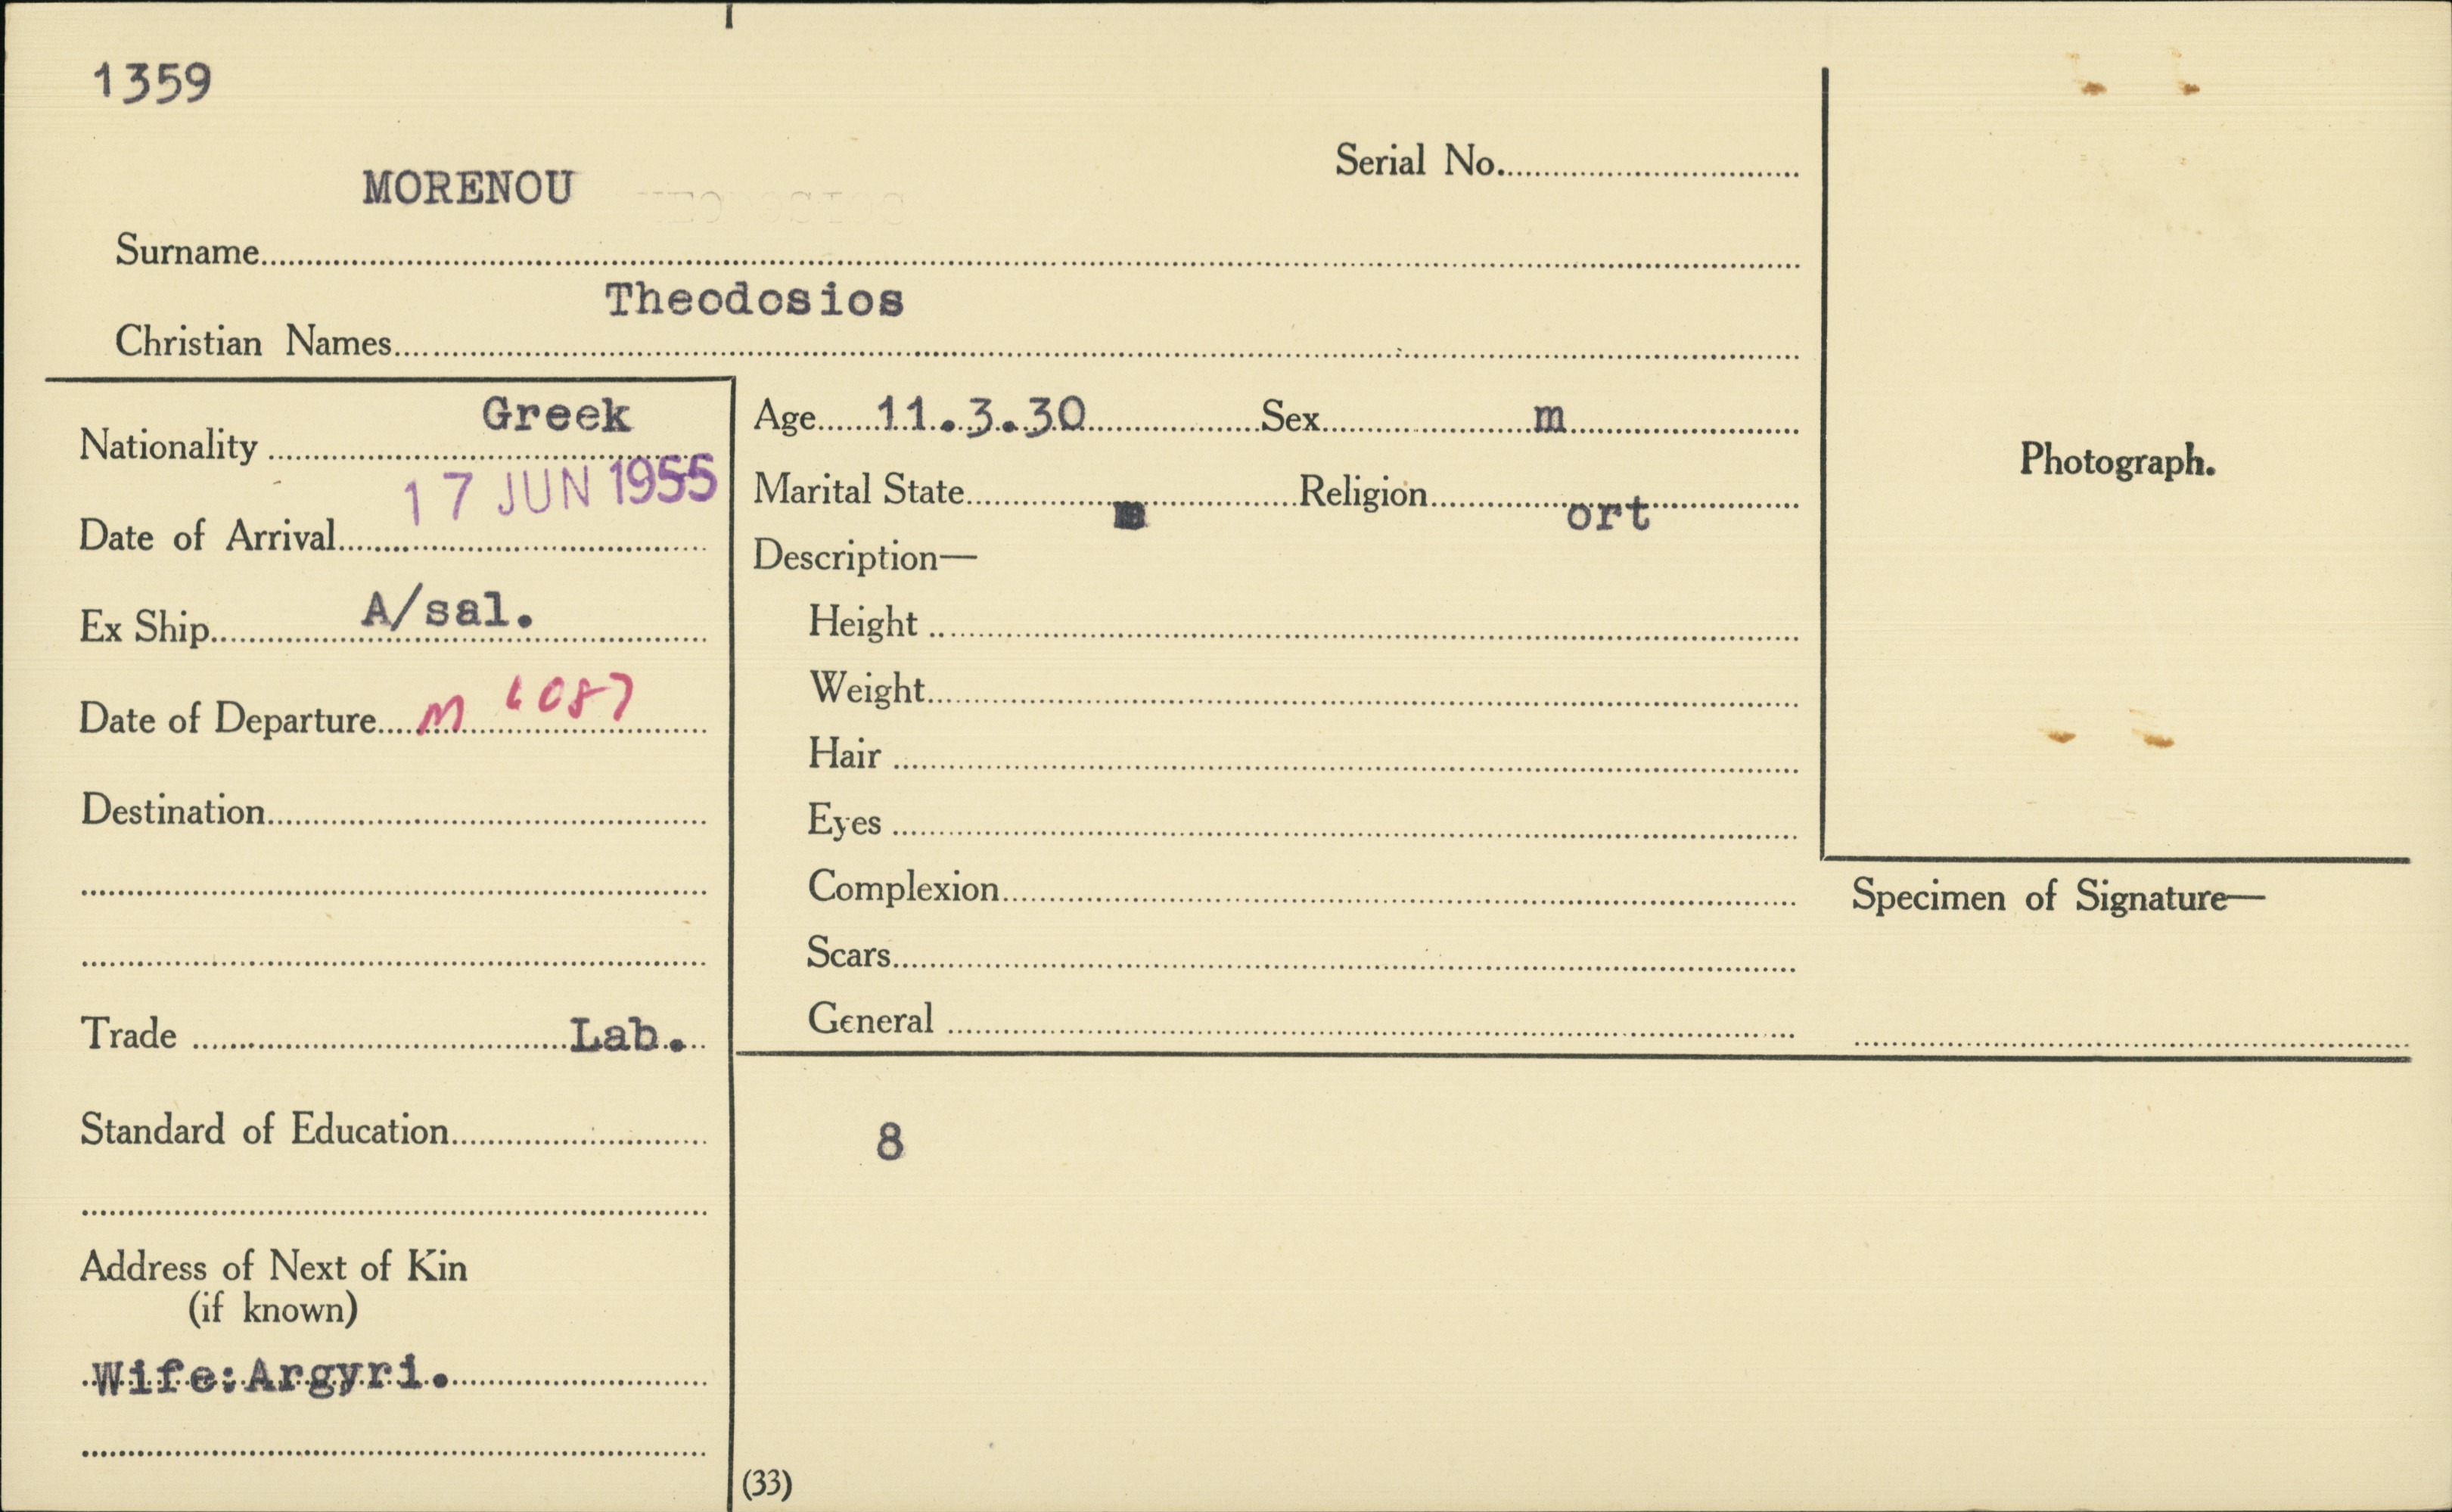 1359
MORENOU
Serial No.
Surname
Theodosios
Christian Names
Greek
Nationality
17 JUN 1955
Date of Arrival
A/sal.
Ex Ship
Date of Departure M
Destination
Trade Lab.
Standard of Education
Address of Next of Kin
(if known)
Wife:Argyri.
Age 11.3.30 Sex m
Marital State Religion ort
Description—
Height
Weight
Hair
Eyes
Complexion
Scars
General
8
(33)
Photograph.
Specimen of Signature—